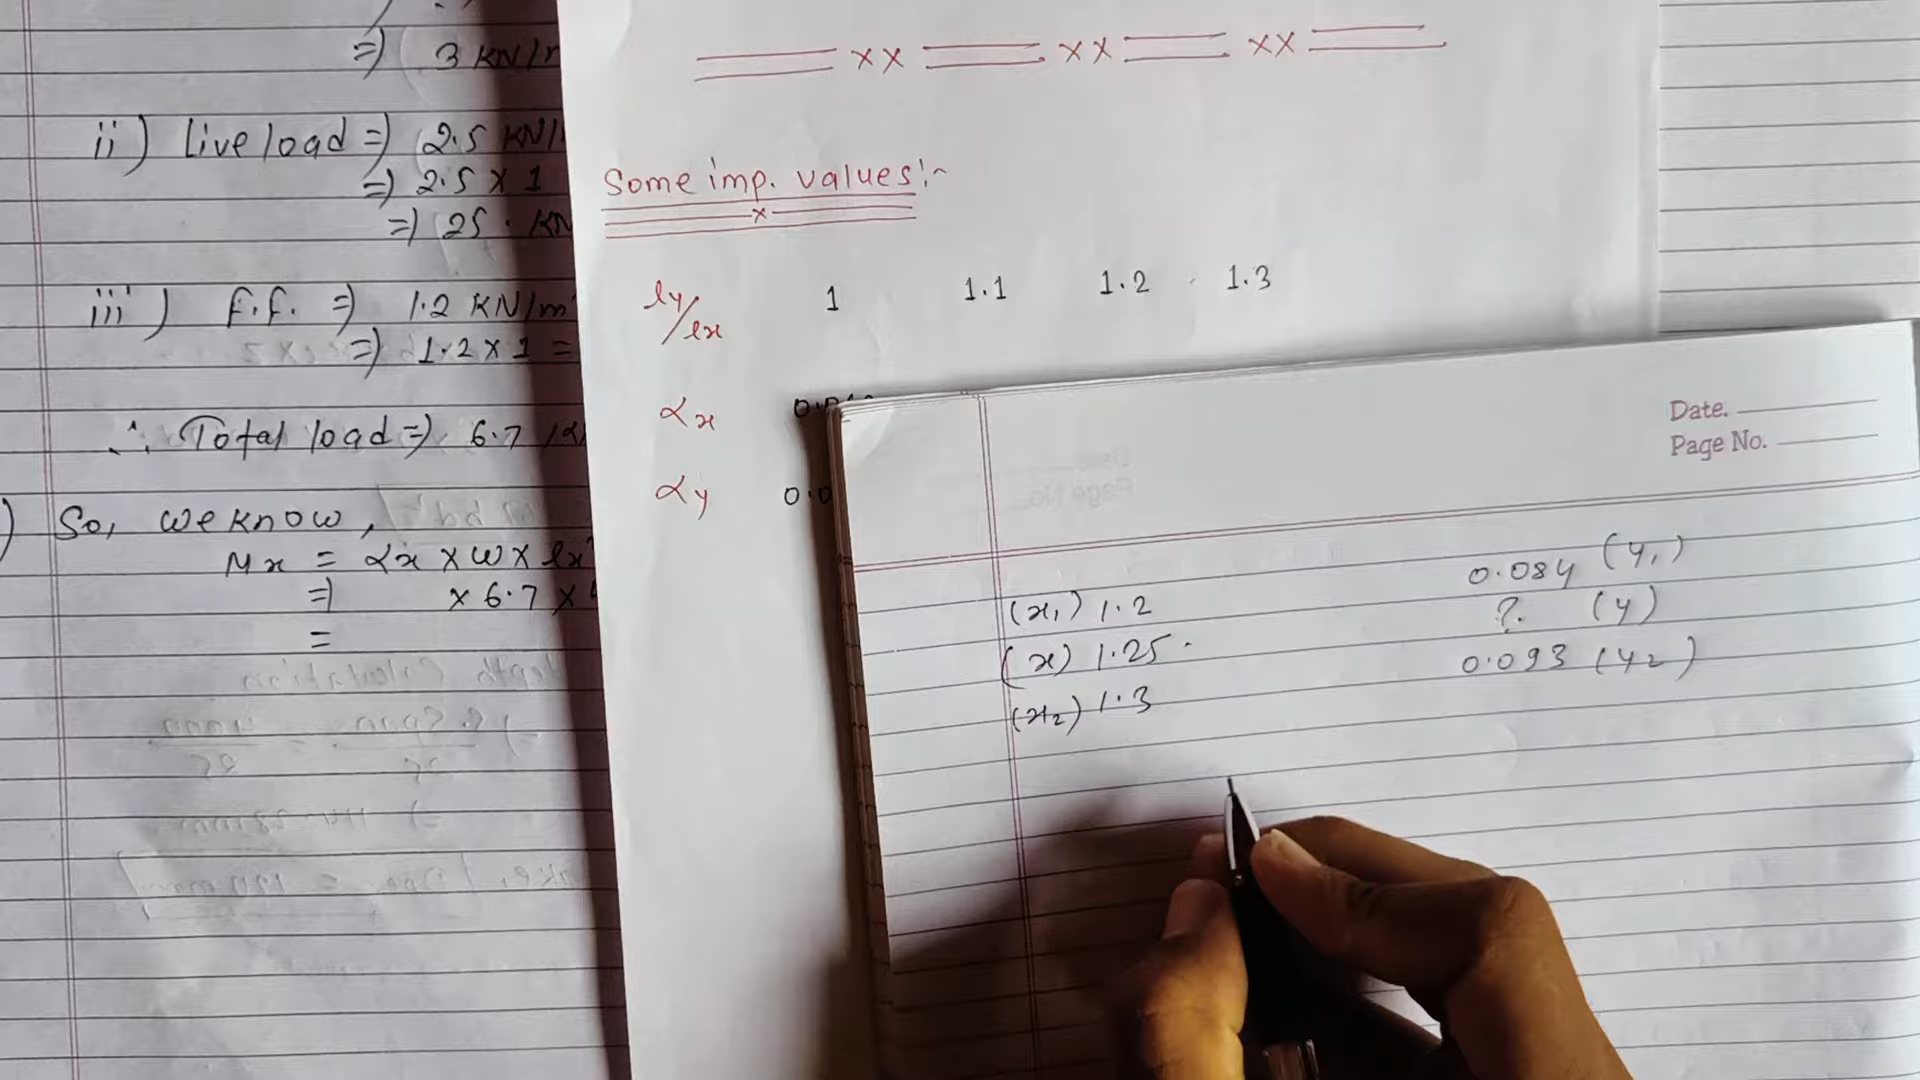 =) 3 KN/
ii) Live load =) 2.5 KN/
=) 2.5 x 1
=) 25. KN
iii) f.f. =) 1.2 KN/m
=) 1.2 x 1 =
∴ Total load =) 6.7
) So, we know,
Mx = αx x w x lx
=) x 6.7 x
=
== xx == xx == xx ==
Some imp. values:-
x
ly/lx 1 1.1 1.2 1.3
αx
αy 0.0
Date.
Page No.
(x1) 1.2 0.084 (y1)
(x) 1.25. ? (y)
(x2) 1.3 0.093 (y2)